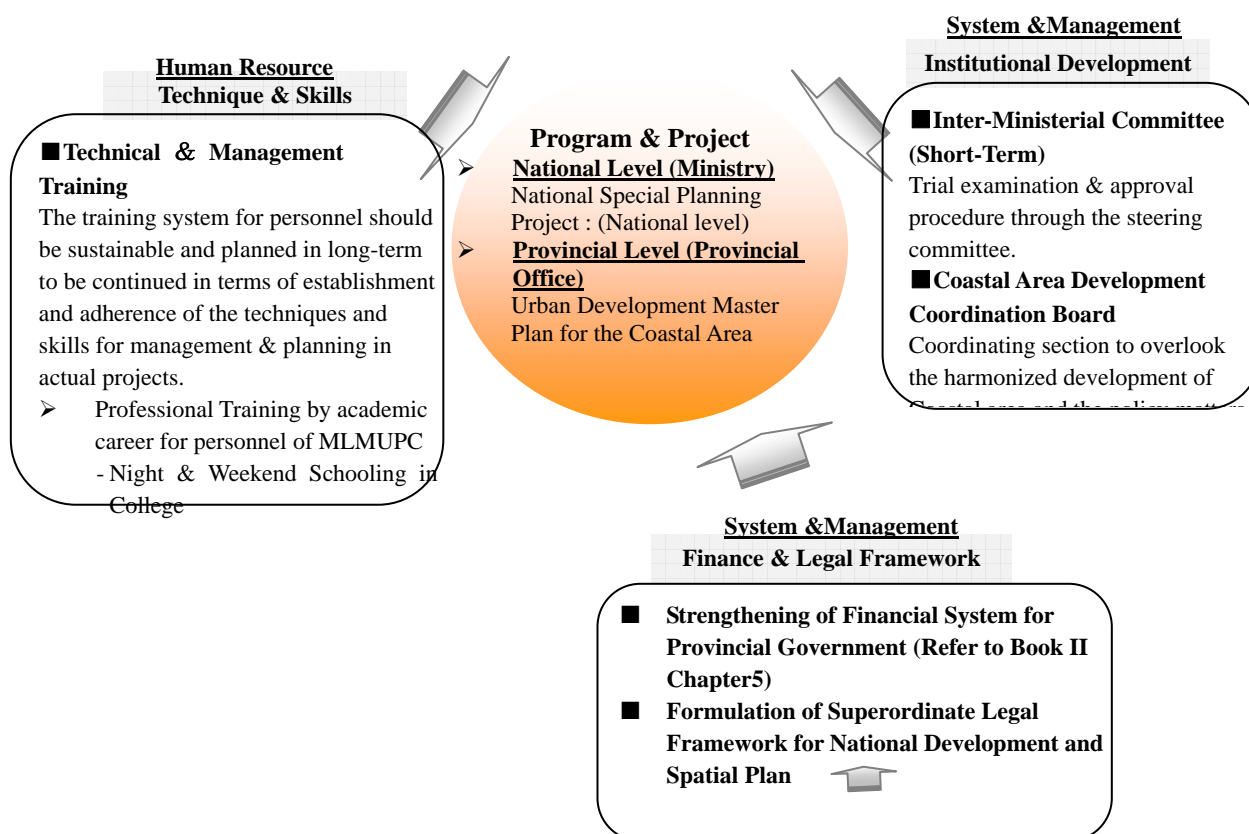 Human Resource
Technique & Skills
■Technical & Management
Training
The training system for personnel should
be sustainable and planned in long-term
to be continued in terms of establishment
and adherence of the techniques and
skills for management & planning in
actual projects.
➢ Professional Training by academic
career for personnel of MLMUPC
- Night & Weekend Schooling in
College
Program & Project
➢ National Level (Ministry)
National Special Planning
Project : (National level)
➢ Provincial Level (Provincial
Office)
Urban Development Master
Plan for the Coastal Area
System &Management
Institutional Development
■Inter-Ministerial Committee
(Short-Term)
Trial examination & approval
procedure through the steering
committee.
■Coastal Area Development
Coordination Board
Coordinating section to overlook
the harmonized development of
Coastal area and the policy matters
System &Management
Finance & Legal Framework
■ Strengthening of Financial System for
Provincial Government (Refer to Book II
Chapter5)
■ Formulation of Superordinate Legal
Framework for National Development and
Spatial Plan